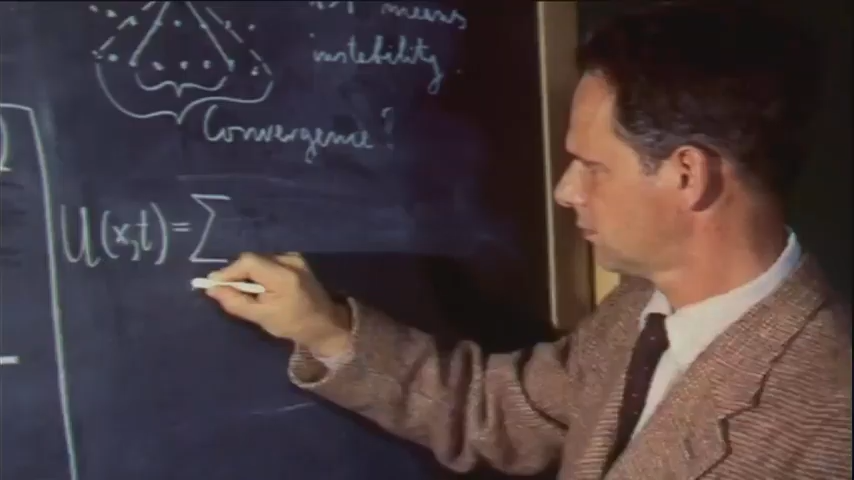 means
instability.
Convergence?
U(x,t)=∑